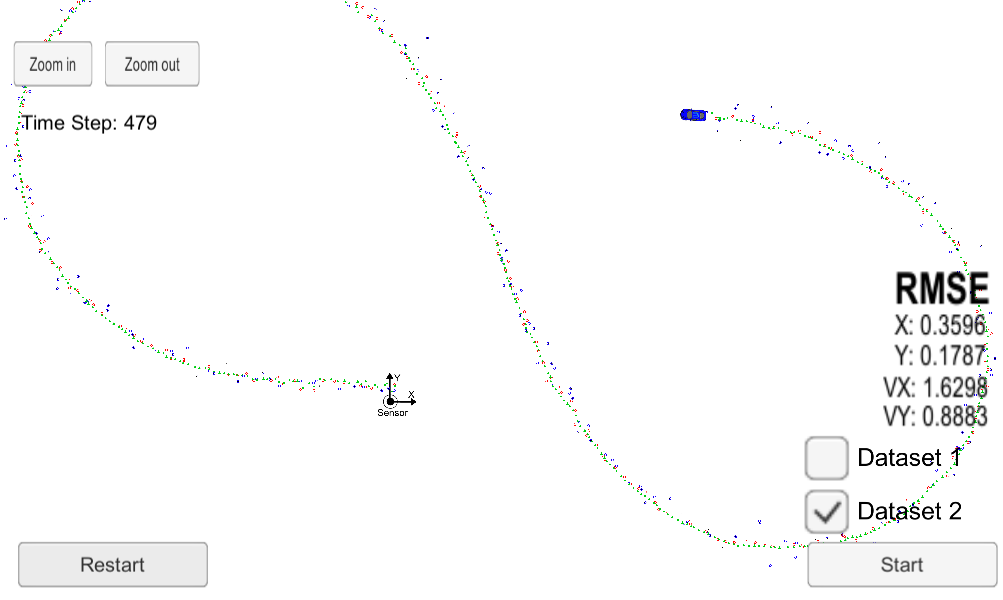 Zoom in
Zoom out
Time Step: 479
RMSE
X: 0.3596
Y: 0.1787
VX: 1.6298
VY: 0.8883
Y
X
Sensor
Dataset 1
Dataset 2
Restart
Start